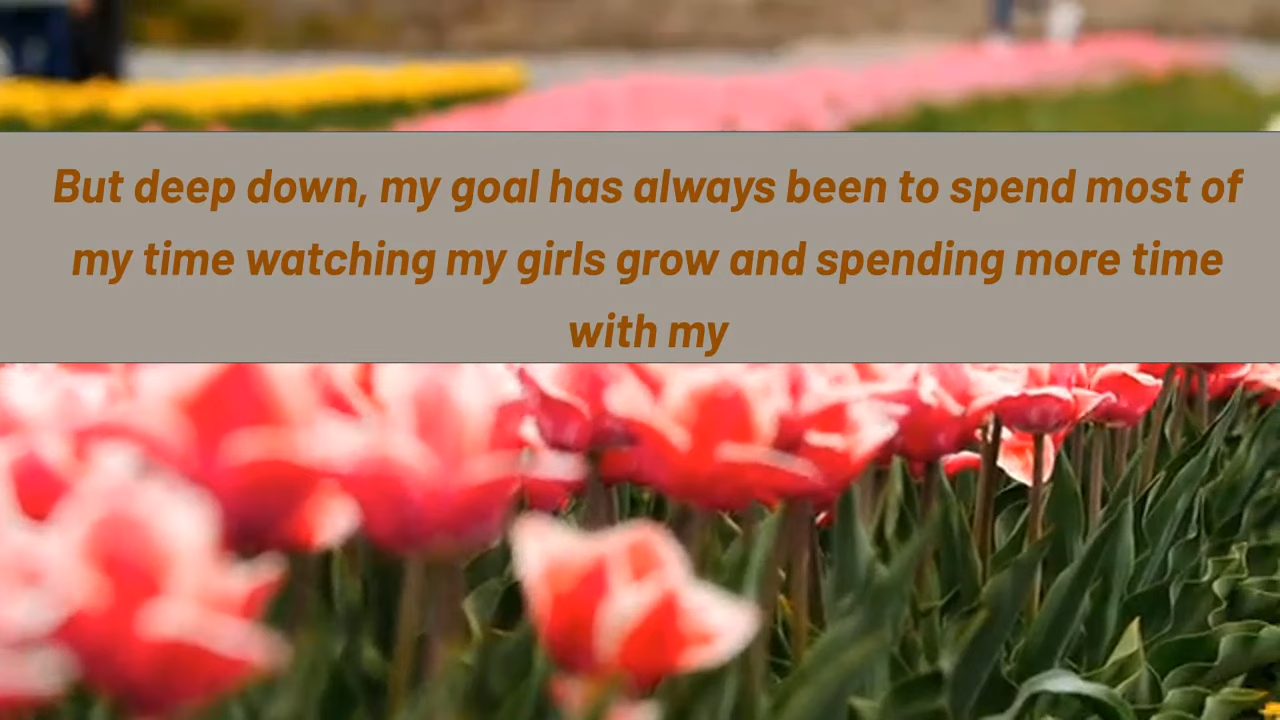 But deep down, my goal has always been to spend most of
my time watching my girls grow and spending more time
with my